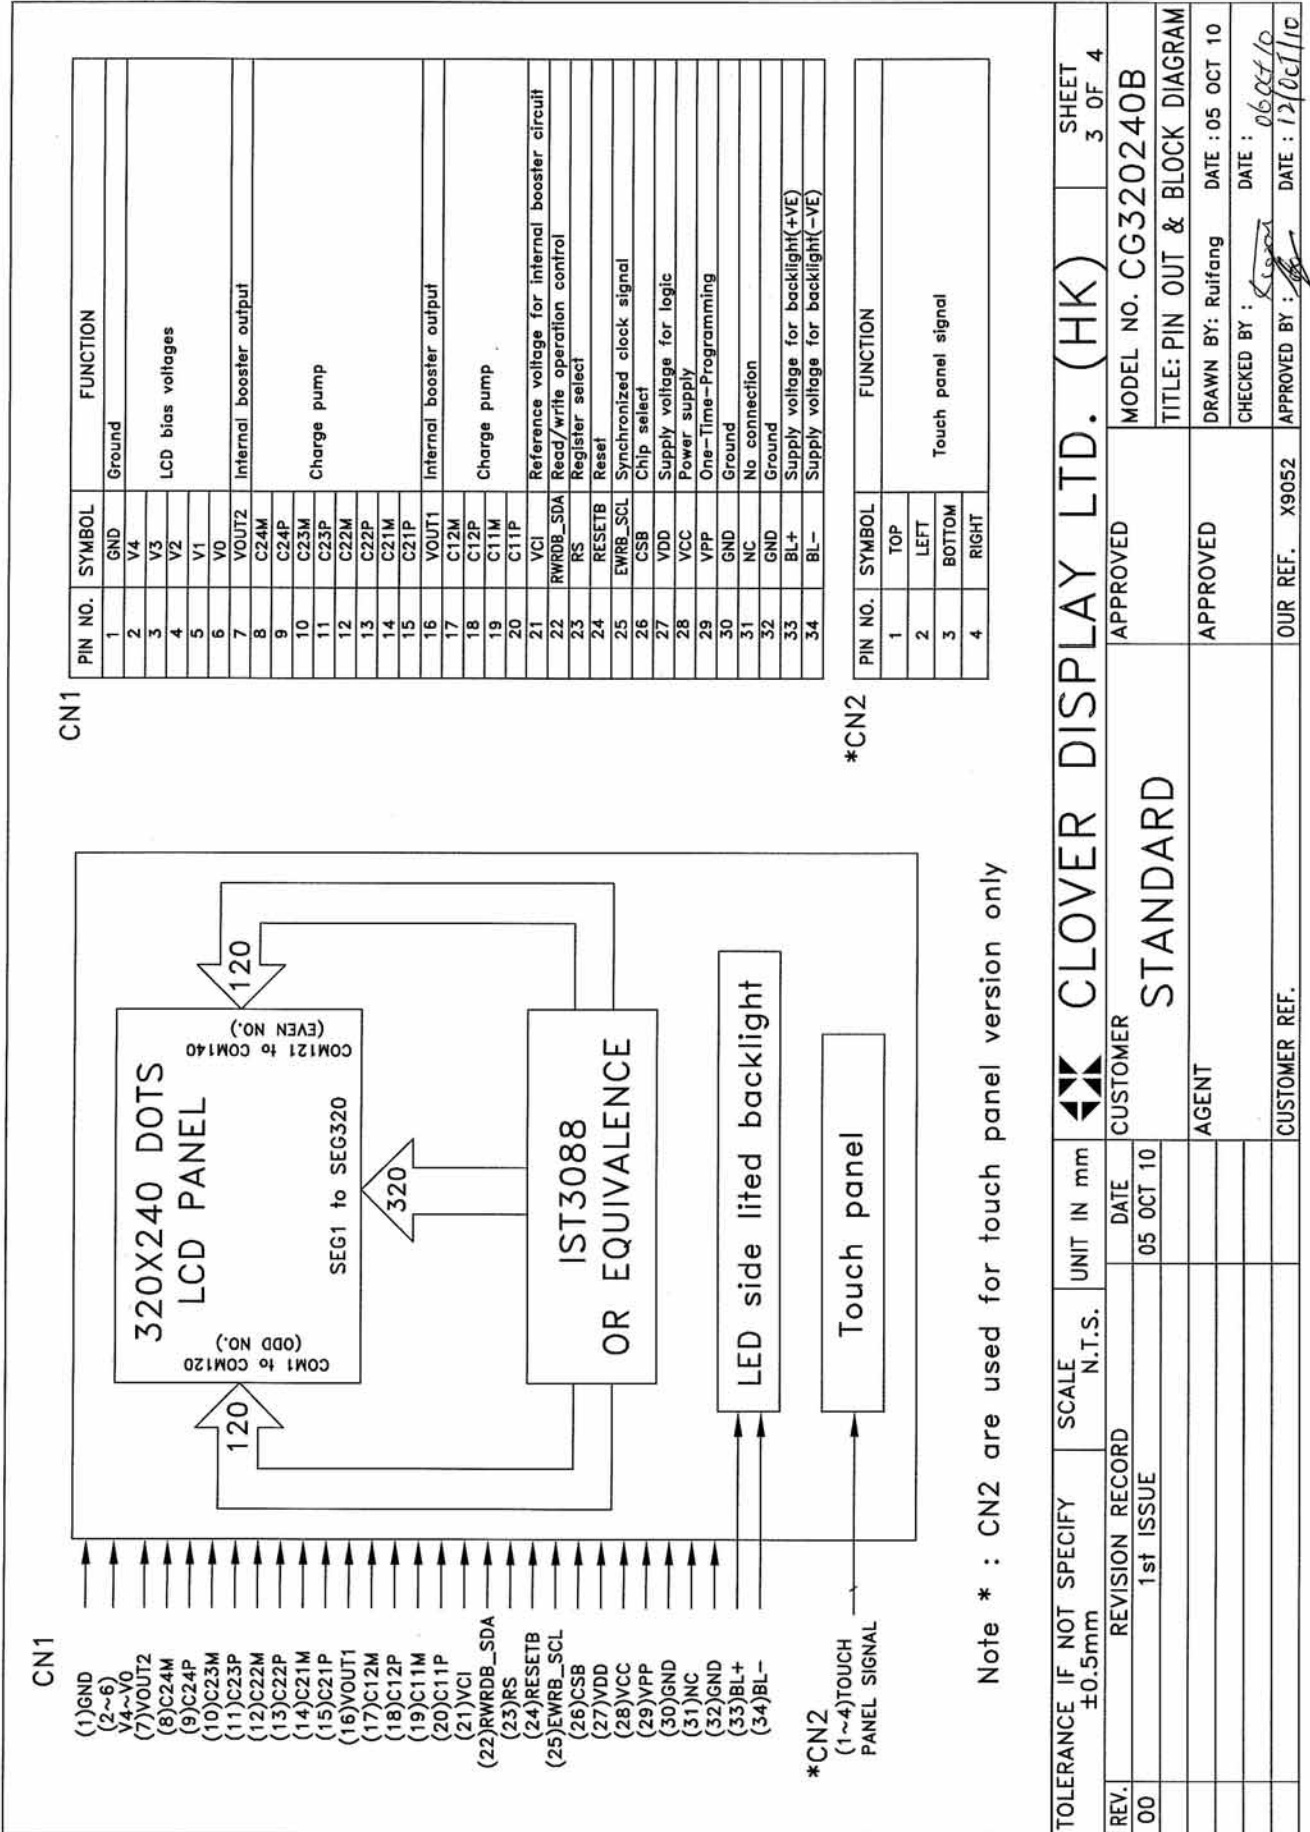 CN1
(1)GND
(2~6)
V4~V0
(7)VOUT2
(8)C24M
(9)C24P
(10)C23M
(11)C23P
(12)C22M
(13)C22P
(14)C21M
(15)C21P
(16)VOUT1
(17)C12M
(18)C12P
(19)C11M
(20)C11P
(21)VCI
(22)RWRDB_SDA
(23)RS
(24)RESETB
(25)EWRB_SCL
(26)CSB
(27)VDD
(28)VCC
(29)VPP
(30)GND
(31)NC
(32)GND
(33)BL+
(34)BL-
*CN2
(1~4)TOUCH
PANEL SIGNAL
320X240 DOTS
LCD PANEL
COM1 to COM120
(ODD NO.)
SEG1 to SEG320
COM121 to COM140
(EVEN NO.)
120
320
120
IST3088
OR EQUIVALENCE
LED side lited backlight
Touch panel
Note * : CN2 are used for touch panel version only
CN1
PIN NO. SYMBOL FUNCTION
1 GND Ground
2 V4
3 V3
4 V2 LCD bias voltages
5 V1
6 V0
7 VOUT2 Internal booster output
8 C24M
9 C24P
10 C23M
11 C23P Charge pump
12 C22M
13 C22P
14 C21M
15 C21P
16 VOUT1 Internal booster output
17 C12M
18 C12P Charge pump
19 C11M
20 C11P
21 VCI Reference voltage for internal booster circuit
22 RWRDB_SDA Read/write operation control
23 RS Register select
24 RESETB Reset
25 EWRB_SCL Synchronized clock signal
26 CSB Chip select
27 VDD Supply voltage for logic
28 VCC Power supply
29 VPP One-Time-Programming
30 GND Ground
31 NC No connection
32 GND Ground
33 BL+ Supply voltage for backlight(+VE)
34 BL- Supply voltage for backlight(-VE)
*CN2
PIN NO. SYMBOL FUNCTION
1 TOP
2 LEFT Touch panel signal
3 BOTTOM
4 RIGHT
TOLERANCE IF NOT SPECIFY
±0.5mm
SCALE
N.T.S.
UNIT IN mm
CLOVER DISPLAY LTD. (HK)
SHEET
3 OF 4
REV. REVISION RECORD DATE
00 1st ISSUE 05 OCT 10
CUSTOMER
STANDARD
APPROVED
MODEL NO. CG320240B
TITLE: PIN OUT & BLOCK DIAGRAM
AGENT
APPROVED
DRAWN BY: Ruifang DATE : 05 OCT 10
CHECKED BY : DATE : 06 oct 10
CUSTOMER REF.
OUR REF. X9052
APPROVED BY : DATE : 12/Oct/10